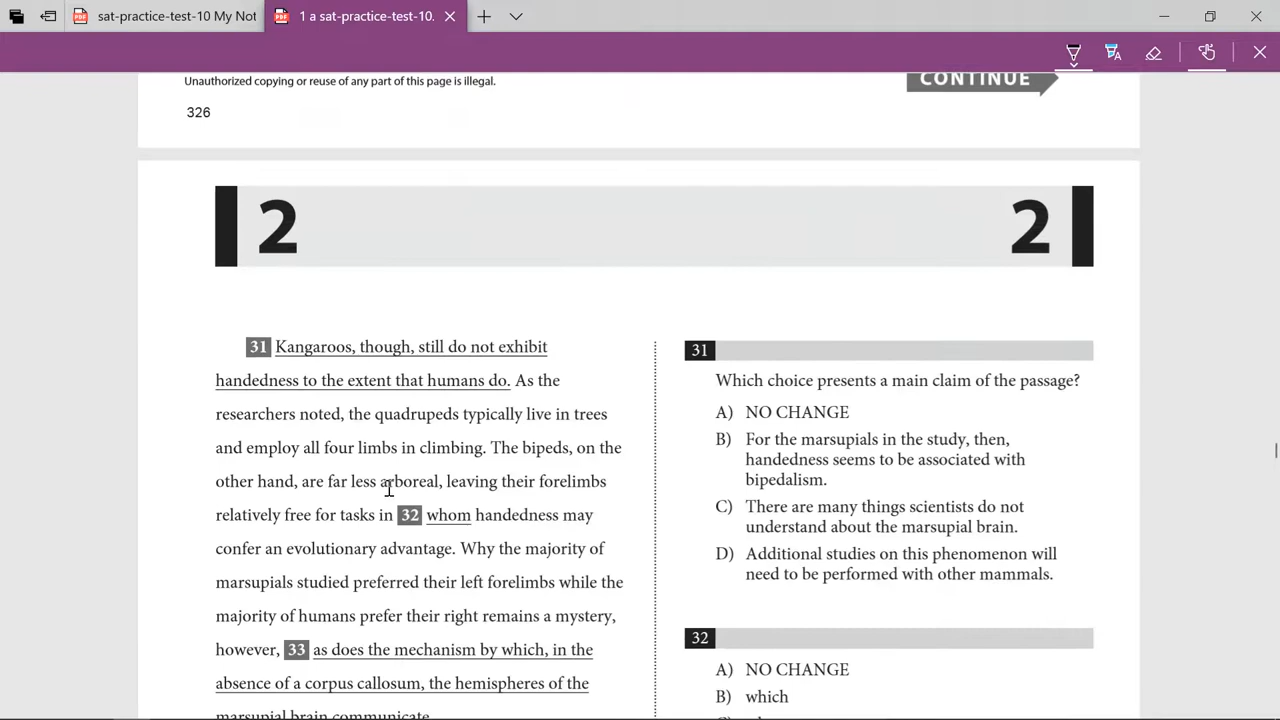 sat-practice-test-10 My Not
1 a sat-practice-test-10.
Unauthorized copying or reuse of any part of this page is illegal.
CONTINUE
326
2
2
31 Kangaroos, though, still do not exhibit
handedness to the extent that humans do. As the
researchers noted, the quadrupeds typically live in trees
and employ all four limbs in climbing. The bipeds, on the
other hand, are far less arboreal, leaving their forelimbs
relatively free for tasks in 32 whom handedness may
confer an evolutionary advantage. Why the majority of
marsupials studied preferred their left forelimbs while the
majority of humans prefer their right remains a mystery,
however, 33 as does the mechanism by which, in the
absence of a corpus callosum, the hemispheres of the
marsupial brain communicate.
31
Which choice presents a main claim of the passage?
A) NO CHANGE
B) For the marsupials in the study, then,
handedness seems to be associated with
bipedalism.
C) There are many things scientists do not
understand about the marsupial brain.
D) Additional studies on this phenomenon will
need to be performed with other mammals.
32
A) NO CHANGE
B) which